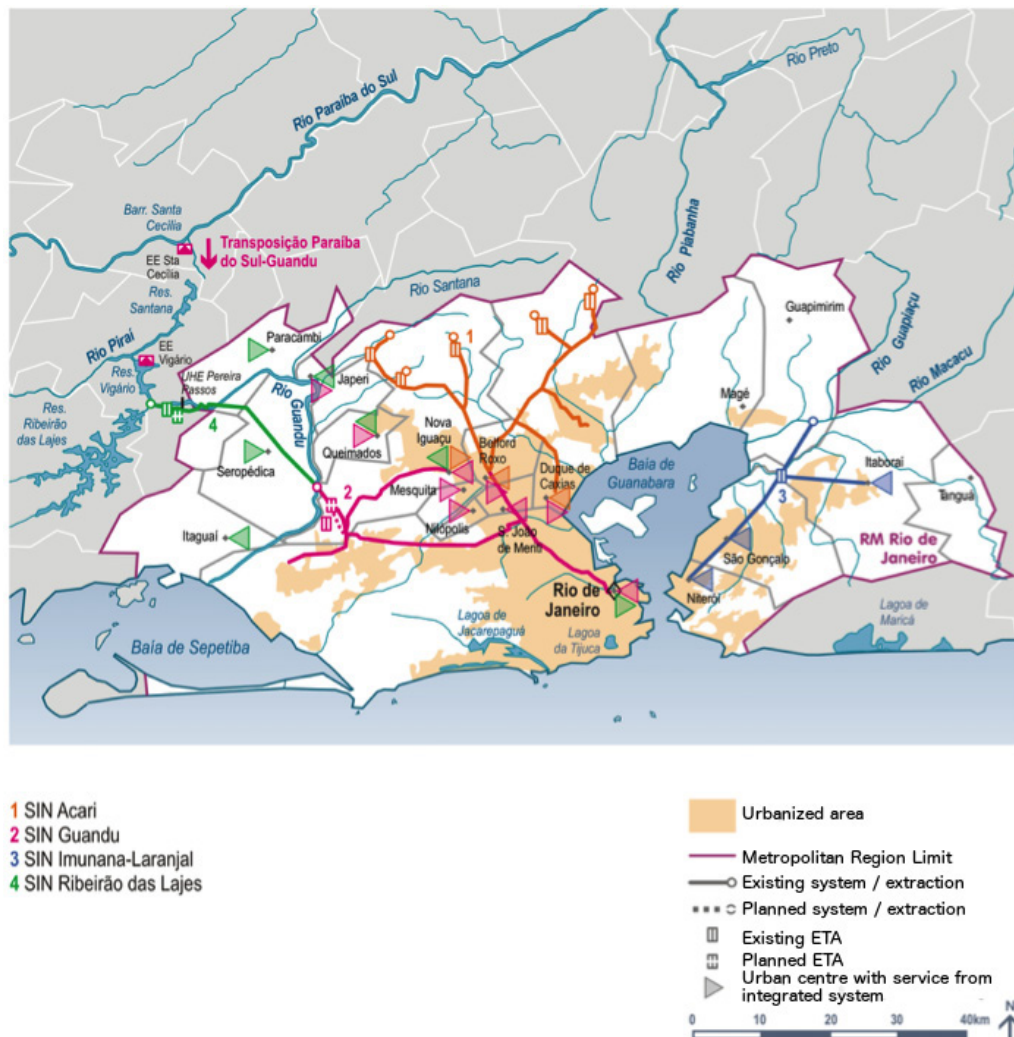 Rio Preto
Rio Paraíba do Sul
Barr. Santa
Cecilia
Transposição Paraíba
do Sul-Guandu
EE Sta
Cecília
Res.
Santana
Rio Santana
Rio Piabanha
Guapimirim
Rio Guapiaçu
Rio Macacu
Rio Piraí
EE
Vigário
Res.
Vigário
Paracambi
UHE Pereira
Passos
Japeri
1
Magé
Res.
Ribeirão
das Lajes
4
Rio Guandu
Nova
Iguaçu
Belford
Roxo
Queimados
Seropédica
Duque de
Caxias
Baia de
Guanabara
3
Itaboraí
Tanguá
2
Mesquita
Nilópolis
S. João
de Meriti
Itaguaí
São Gonçalo
RM Rio de
Janeiro
Niterói
Rio de
Janeiro
Lagoa de
Jacarepaguá
Lagoa
da Tijuca
Lagoa de
Maricá
Baía de Sepetiba
1 SIN Acari
2 SIN Guandu
3 SIN Imunana-Laranjal
4 SIN Ribeirão das Lajes
Urbanized area
Metropolitan Region Limit
Existing system / extraction
Planned system / extraction
Existing ETA
Planned ETA
Urban centre with service from
integrated system
0 10 20 30 40km
N